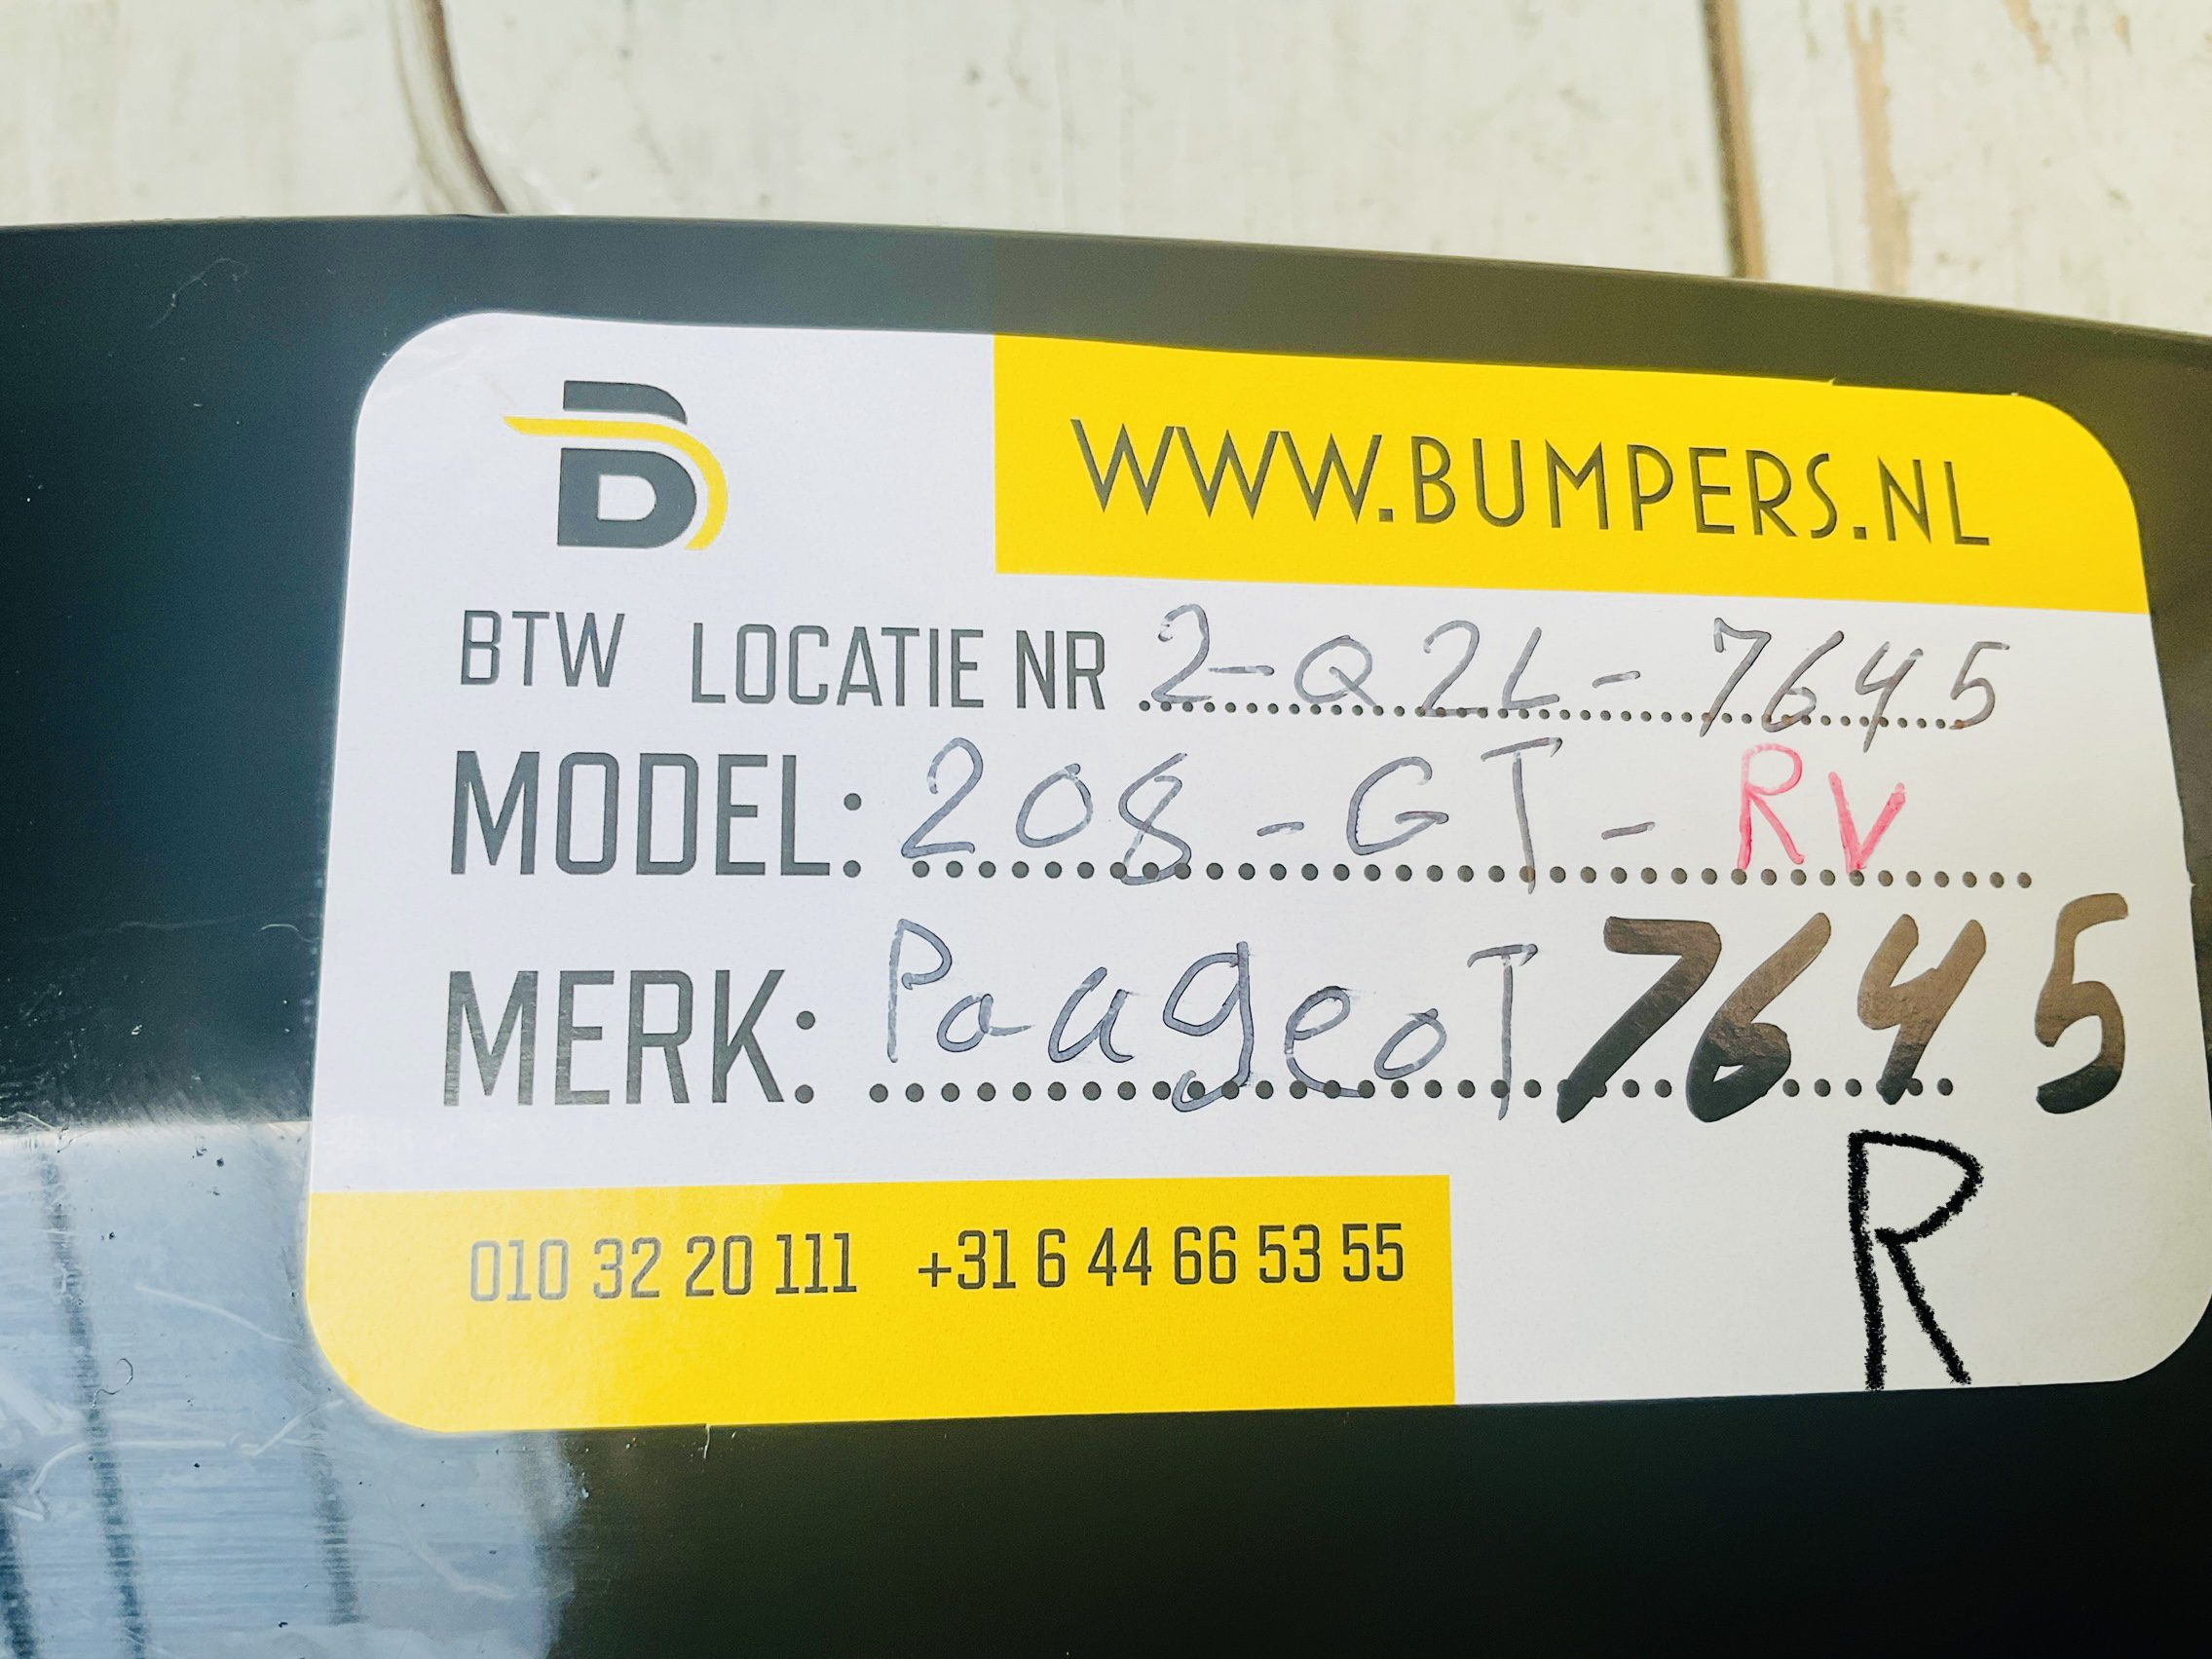 B
WWW.BUMPERS.NL
BTW LOCATIE NR 2-Q2L-7645
MODEL: 208-GT-RV
MERK: PaugeoT 7645
R
010 32 20 111 +31 6 44 66 53 55